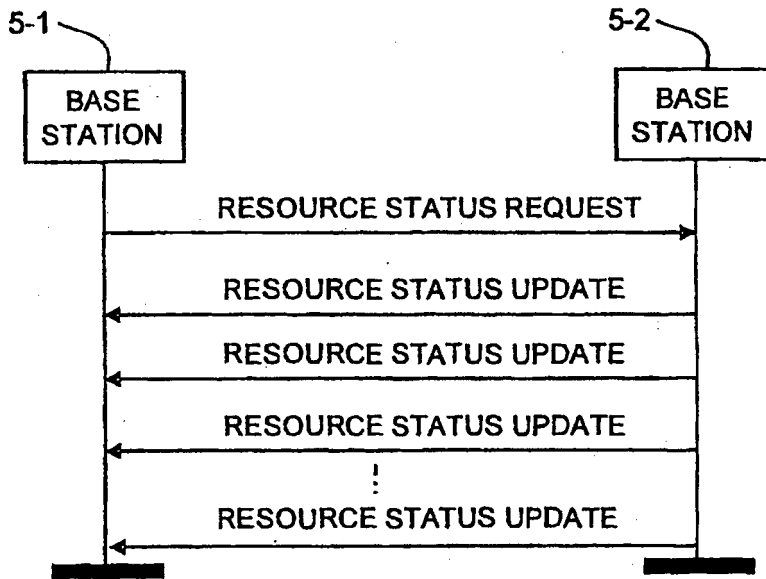 5-1
5-2
BASE
STATION
BASE
STATION
RESOURCE STATUS REQUEST
RESOURCE STATUS UPDATE
RESOURCE STATUS UPDATE
RESOURCE STATUS UPDATE
RESOURCE STATUS UPDATE